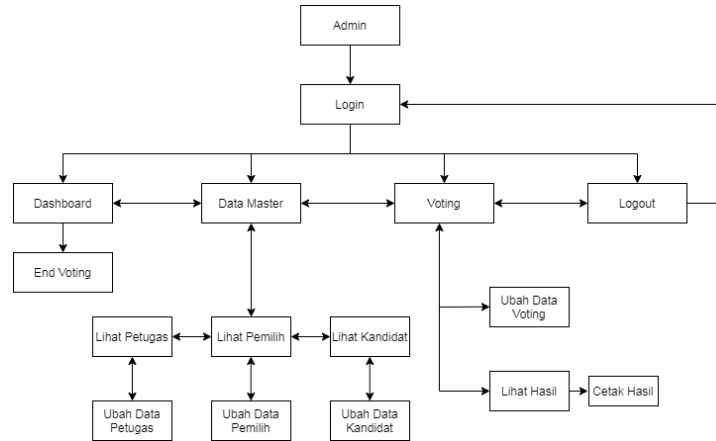 Admin
Login
Dashboard
Data Master
Voting
Logout
End Voting
Ubah Data
Voting
Lihat Petugas
Lihat Pemilih
Lihat Kandidat
Lihat Hasil
Cetak Hasil
Ubah Data
Petugas
Ubah Data
Pemilih
Ubah Data
Kandidat